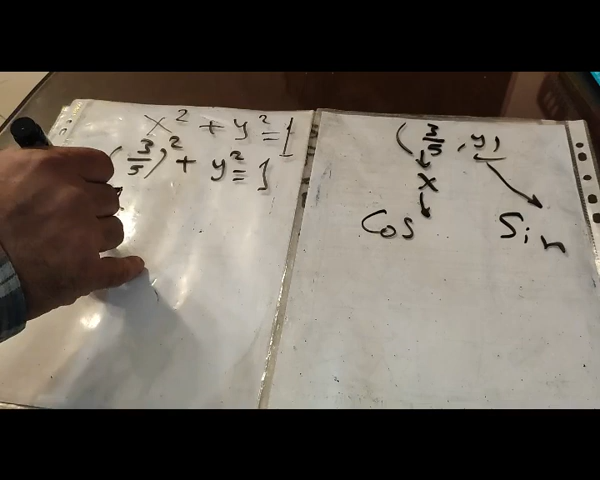 x² + y² = 1
(3/5)² + y² = 1
(3/5, y)
x
Cos Sin